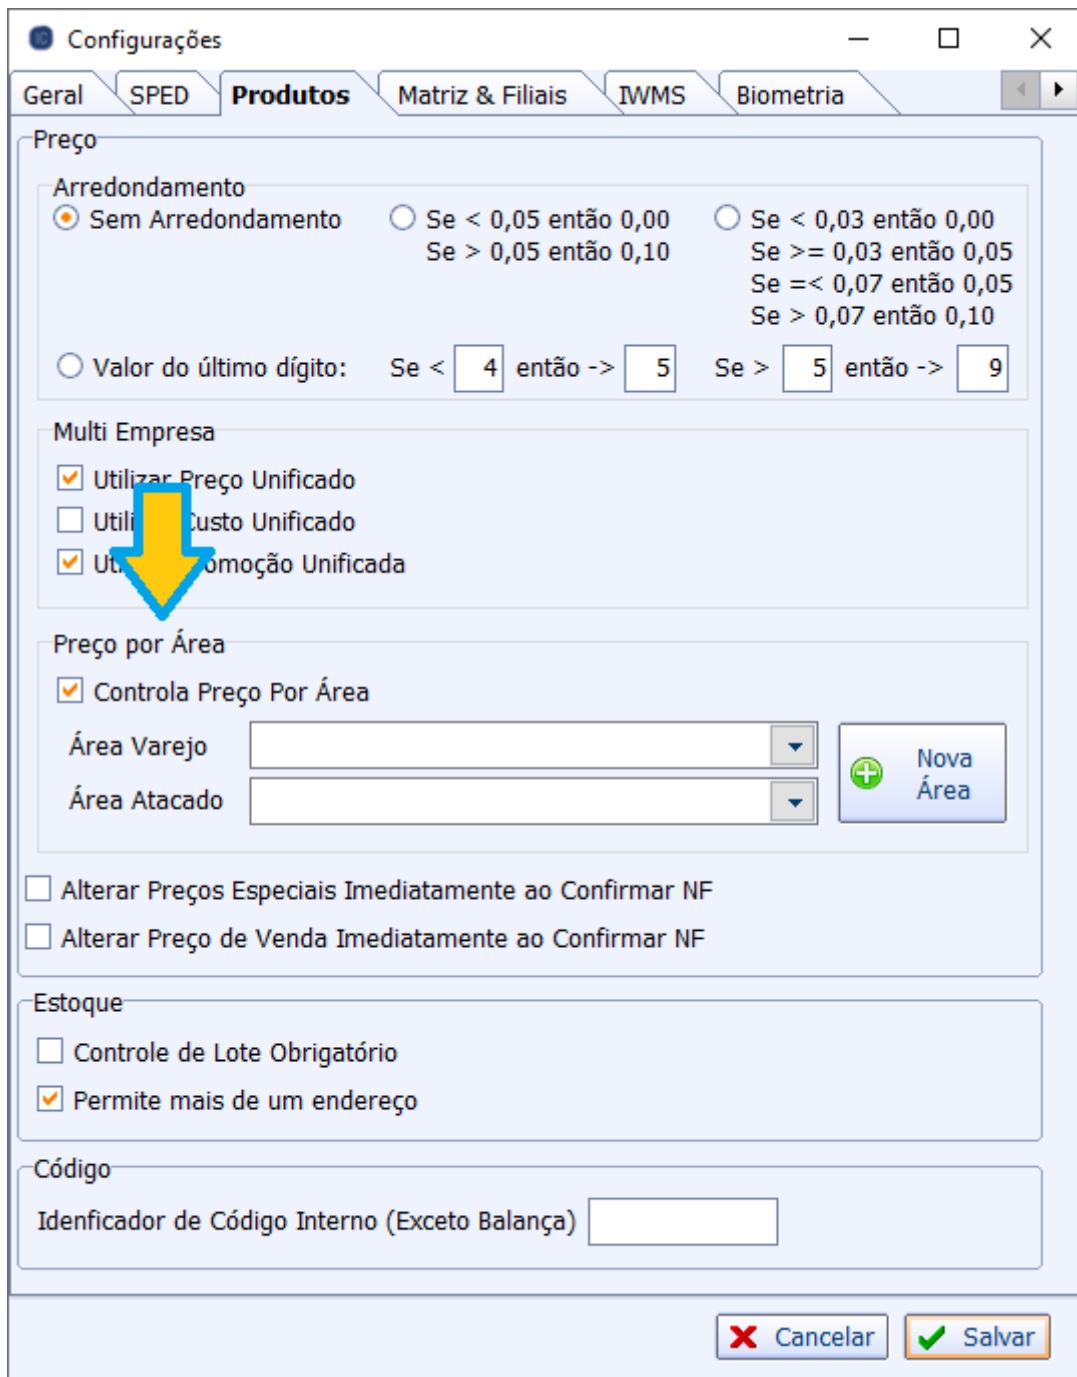 Configurações
Geral SPED Produtos Matriz & Filiais IWMS Biometria
Preço
Arredondamento
Sem Arredondamento Se < 0,05 então 0,00 Se < 0,03 então 0,00
Se > 0,05 então 0,10 Se >= 0,03 então 0,05
Se =< 0,07 então 0,05
Se > 0,07 então 0,10
Valor do último dígito: Se < 4 então -> 5 Se > 5 então -> 9
Multi Empresa
Utilizar Preço Unificado
Custo Unificado
Unificada
Preço por Área
Controla Preço Por Área
Área Varejo
Nova
Área
Área Atacado
Alterar Preços Especiais Imediatamente ao Confirmar NF
Alterar Preço de Venda Imediatamente ao Confirmar NF
Estoque
Controle de Lote Obrigatório
Permite mais de um endereço
Código
Idenficador de Código Interno (Exceto Balança)
Cancelar Salvar